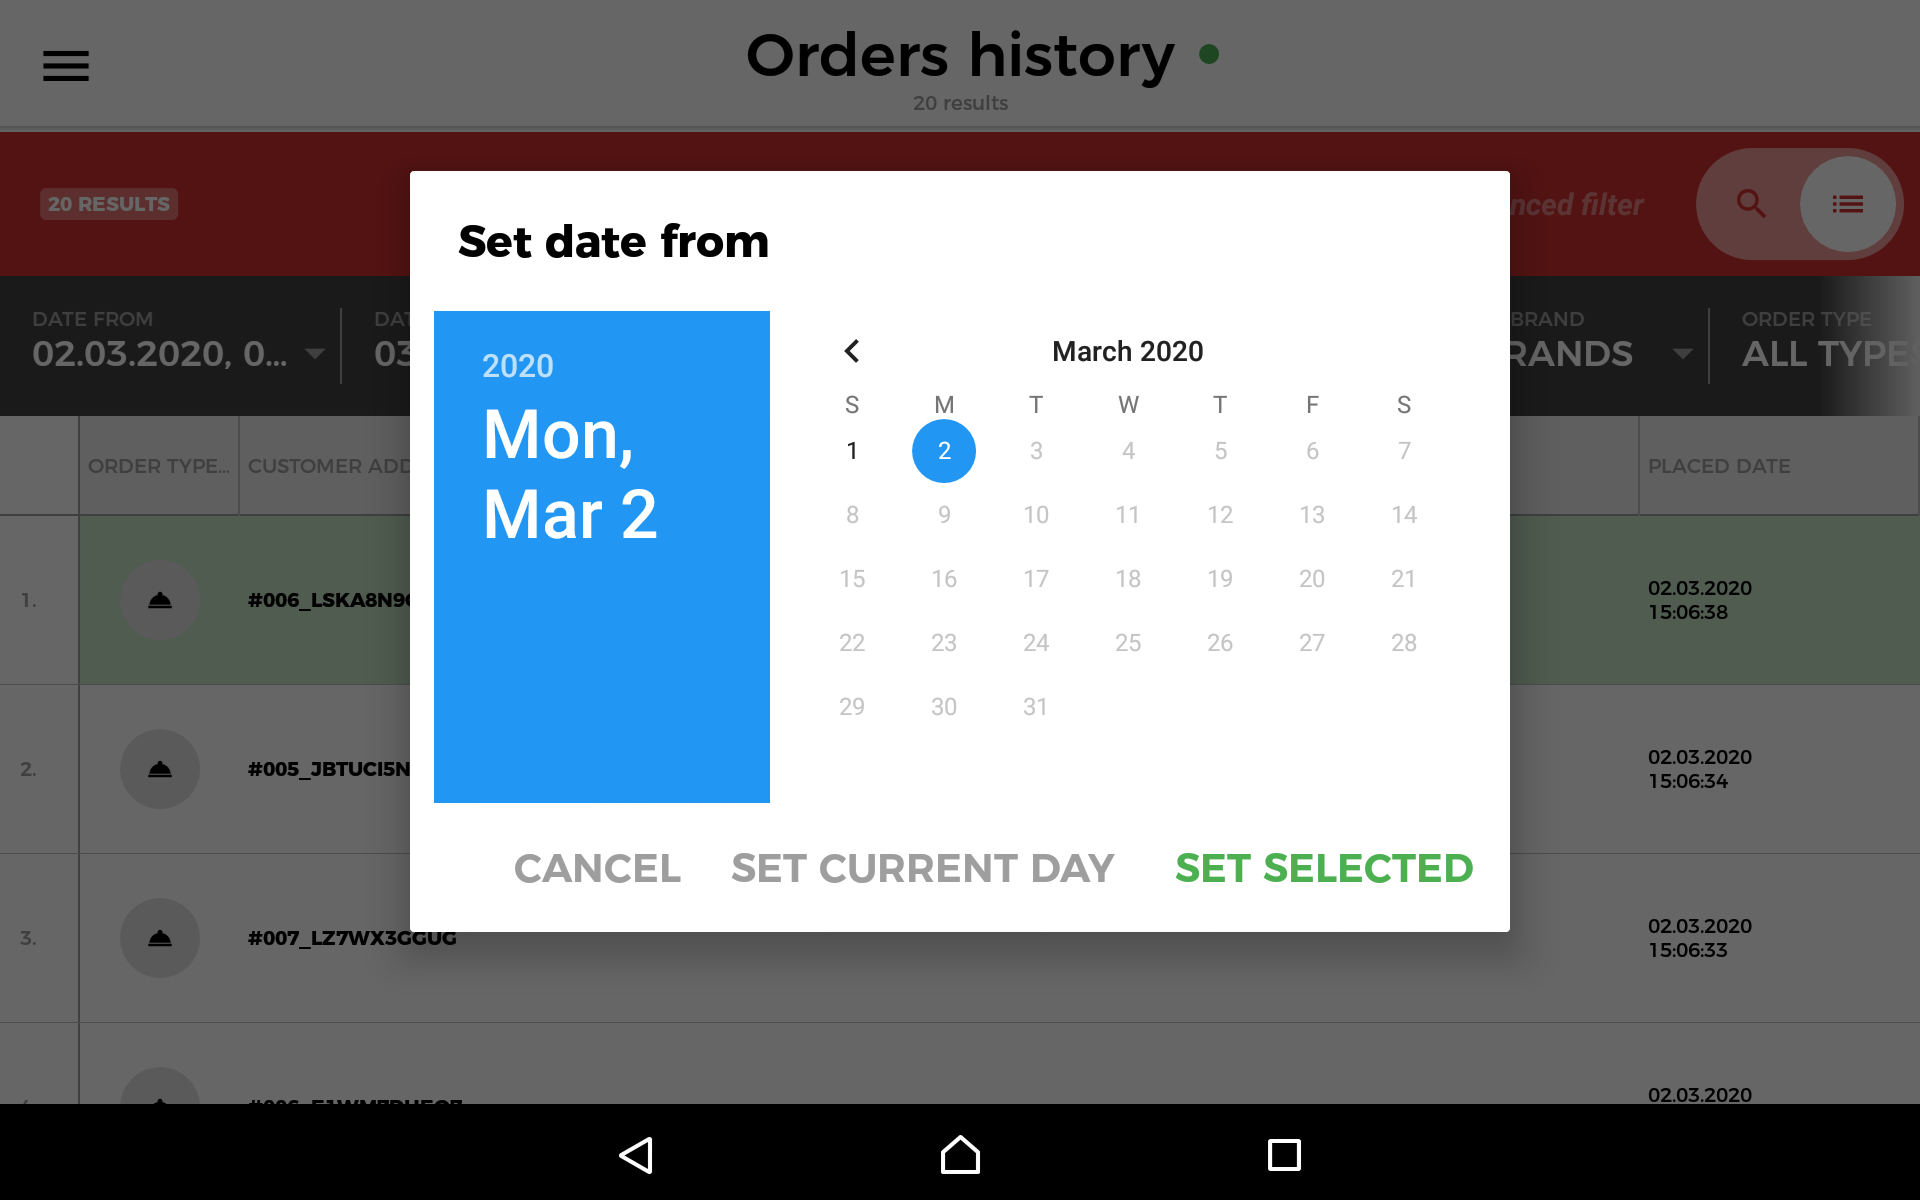 Orders history
20 results
20 RESULTS
nced filter
DATE FROM
02.03.2020, 0...
DAT
03
BRAND
RANDS
ORDER TYPE
ALL TYPES
ORDER TYPE...
CUSTOMER ADD
PLACED DATE
1.
#006_LSKA8N9
02.03.2020
15:06:38
2.
#005_JBTUCI5N
02.03.2020
15:06:34
3.
#007_LZ7WX3GGUG
02.03.2020
15:06:33
02.03.2020
Set date from
2020
Mon,
Mar 2
March 2020
S M T W T F S
1 2 3 4 5 6 7
8 9 10 11 12 13 14
15 16 17 18 19 20 21
22 23 24 25 26 27 28
29 30 31
CANCEL
SET CURRENT DAY
SET SELECTED